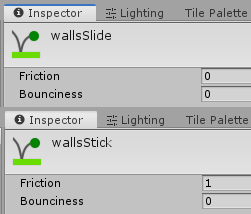 Inspector Lighting Tile Palette
wallsSlide
Friction 0
Bounciness 0
Inspector Lighting Tile Palette
wallsStick
Friction 1
Bounciness 0